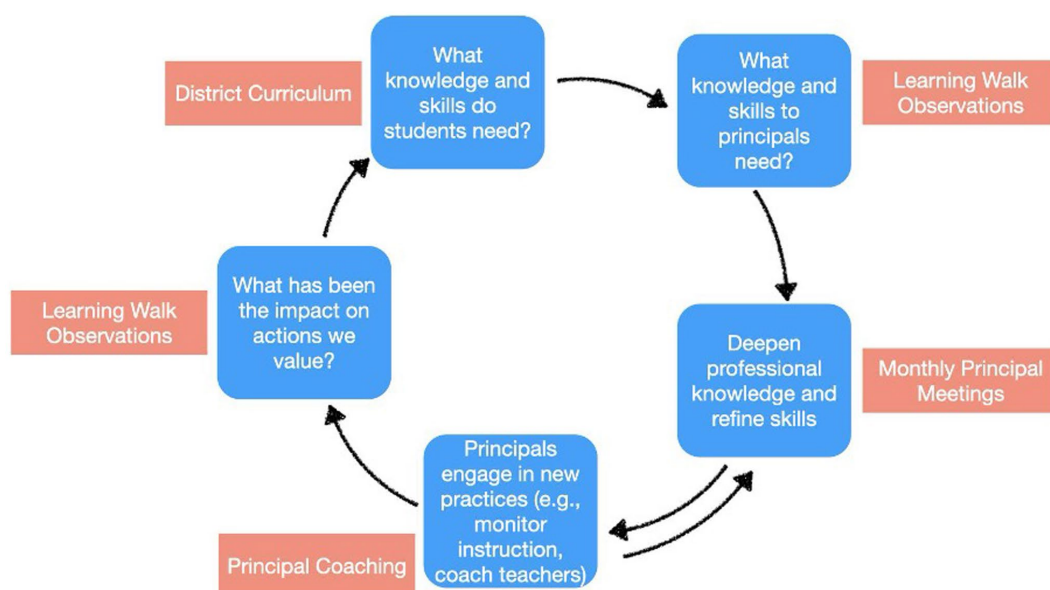 District Curriculum
What
knowledge and
skills do
students need?
What
knowledge and
skills to
principals
need?
Learning Walk
Observations
Deepen
professional
knowledge and
refine skills
Monthly Principal
Meetings
Principals
engage in new
practices (e.g.,
monitor
instruction,
coach teachers)
Principal Coaching
What has been
the impact on
actions we
value?
Learning Walk
Observations